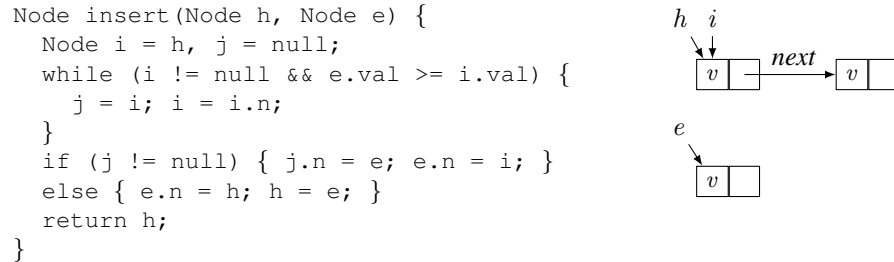 Node insert(Node h, Node e) {
  Node i = h, j = null;
  while (i != null && e.val >= i.val) {
    j = i; i = i.n;
  }
  if (j != null) { j.n = e; e.n = i; }
  else { e.n = h; h = e; }
  return h;
}
h i
v next v
e
v